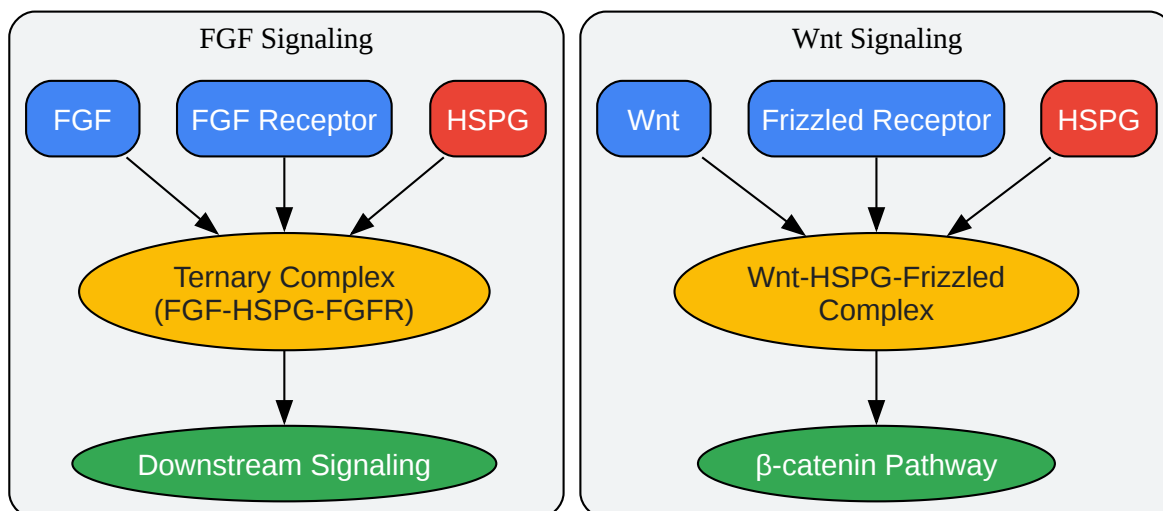 FGF Signaling
FGF
FGF Receptor
HSPG
Ternary Complex
(FGF-HSPG-FGFR)
Downstream Signaling
Wnt Signaling
Wnt
Frizzled Receptor
HSPG
Wnt-HSPG-Frizzled
Complex
β-catenin Pathway